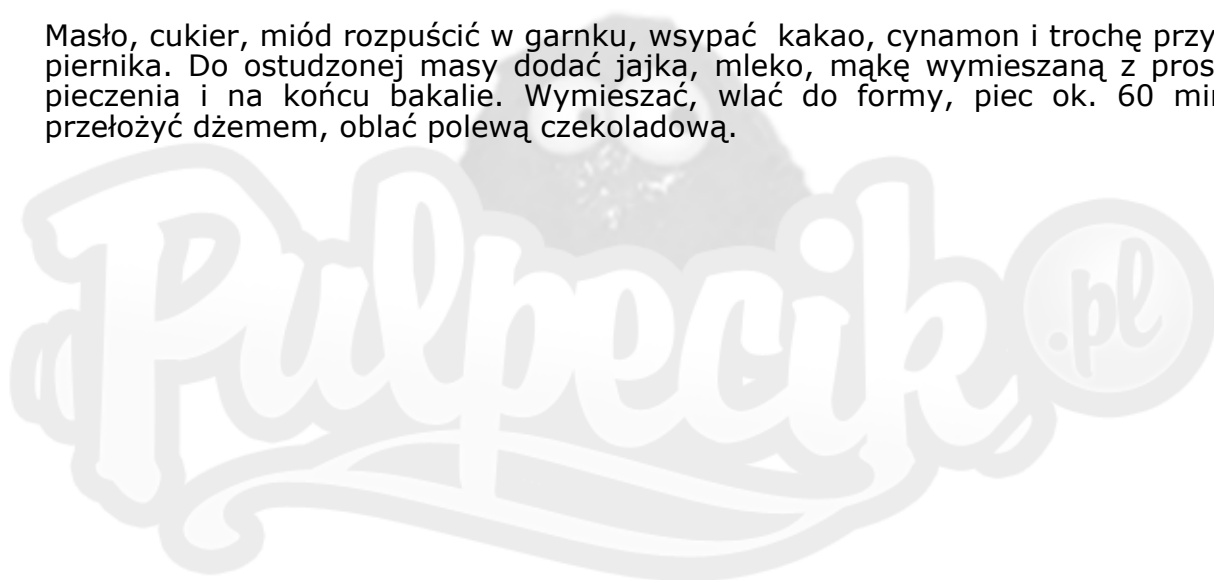 Masło, cukier, miód rozpuścić w garnku, wsypać kakao, cynamon i trochę przy
piernika. Do ostudzonej masy dodać jajka, mleko, mąkę wymieszaną z pros
pieczenia i na końcu bakalie. Wymieszać, wlać do formy, piec ok. 60 min
przełożyć dżemem, oblać polewą czekoladową.
Pulpecik.pl